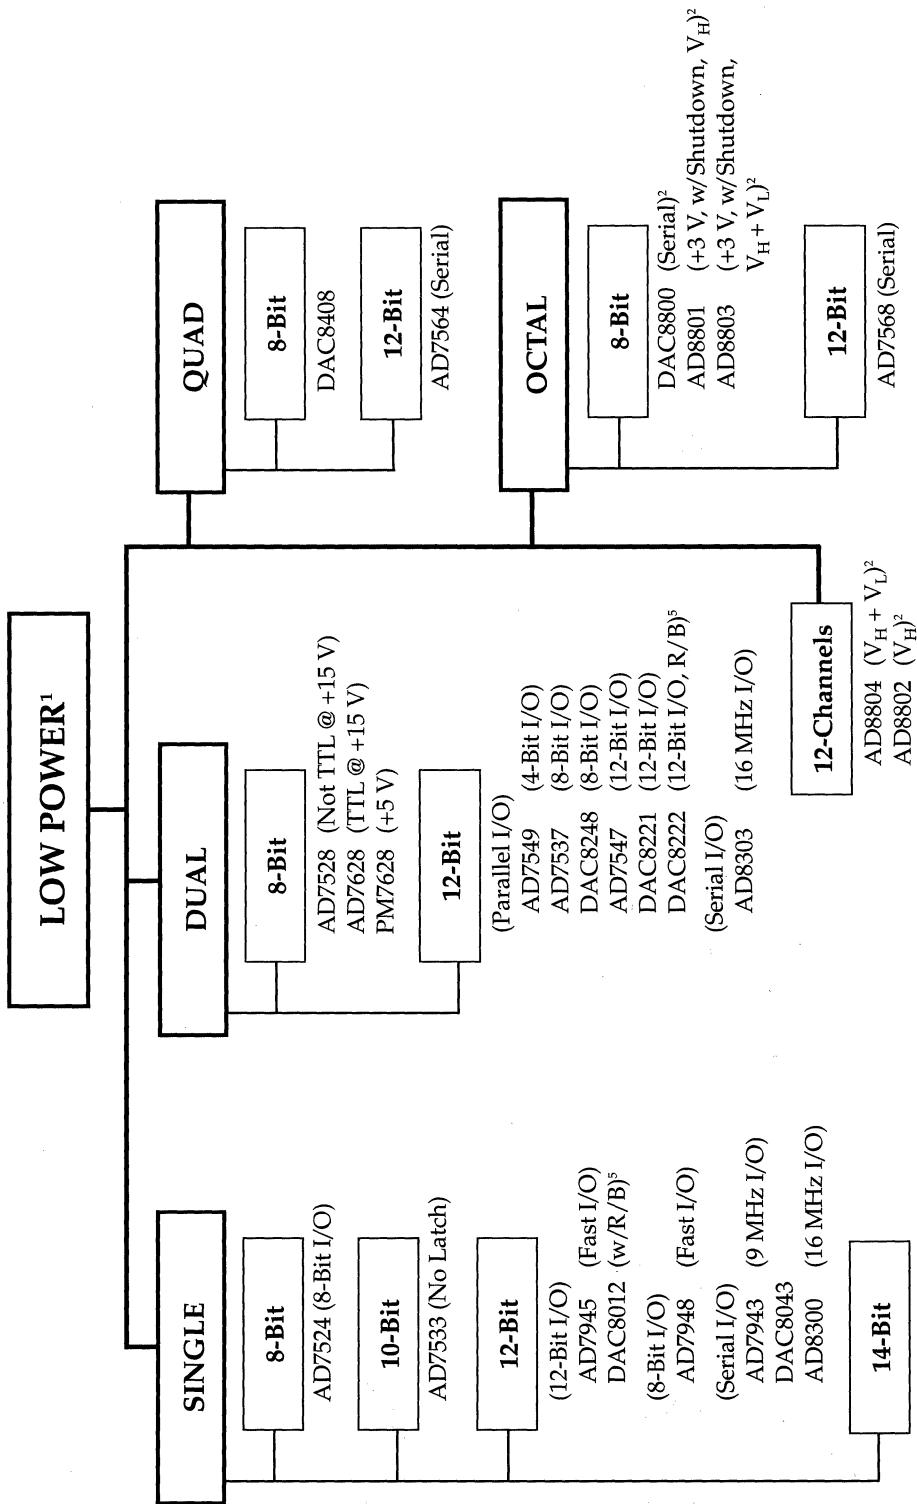 LOW POWER¹
SINGLE
8-Bit
AD7524 (8-Bit I/O)
10-Bit
AD7533 (No Latch)
12-Bit
(12-Bit I/O)
AD7945 (Fast I/O)
DAC8012 (w/R/B)⁵
(8-Bit I/O)
AD7948 (Fast I/O)
(Serial I/O)
AD7943 (9 MHz I/O)
DAC8043
AD8300 (16 MHz I/O)
14-Bit
DUAL
8-Bit
AD7528 (Not TTL @ +15 V)
AD7628 (TTL @ +15 V)
PM7628 (+5 V)
12-Bit
(Parallel I/O)
AD7549 (4-Bit I/O)
AD7537 (8-Bit I/O)
DAC8248 (8-Bit I/O)
AD7547 (12-Bit I/O)
DAC8221 (12-Bit I/O)
DAC8222 (12-Bit I/O, R/B)⁵
(Serial I/O)
AD8303 (16 MHz I/O)
QUAD
8-Bit
DAC8408
12-Bit
AD7564 (Serial)
OCTAL
8-Bit
DAC8800 (Serial)²
AD8801 (+3 V, w/Shutdown, V_H)²
AD8803 (+3 V, w/Shutdown,
V_H + V_L)²
12-Bit
AD7568 (Serial)
12-Channels
AD8804 (V_H + V_L)²
AD8802 (V_H)²